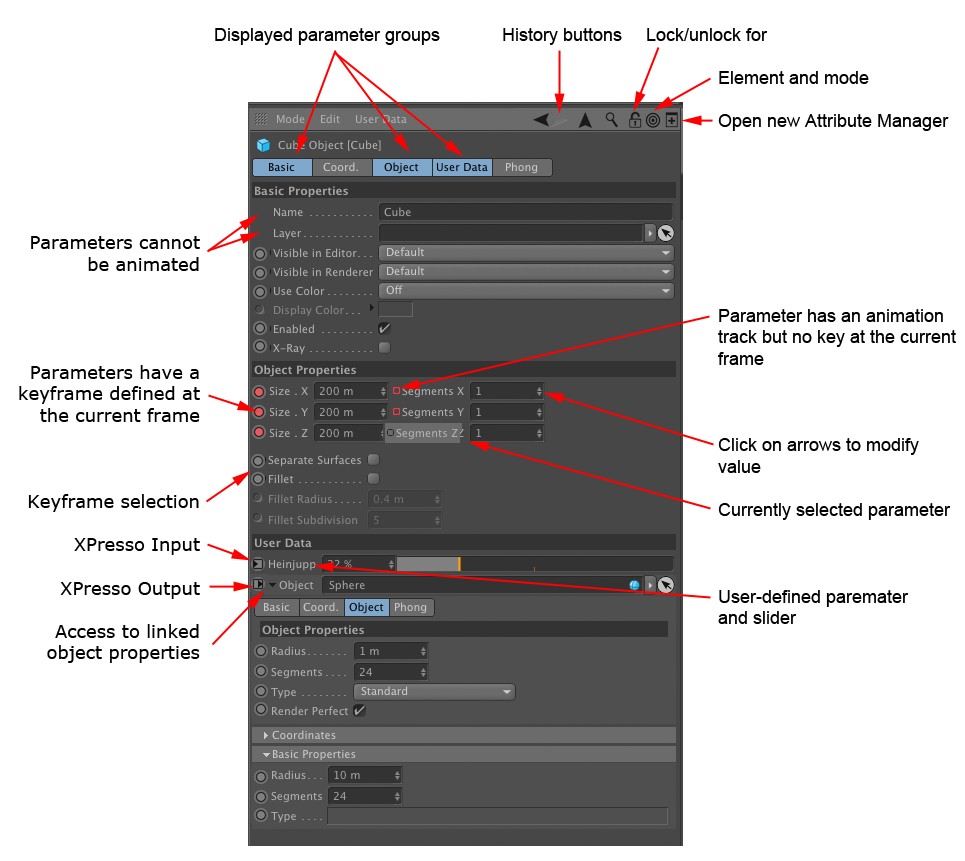 Displayed parameter groups
History buttons
Lock/unlock for
Element and mode
Open new Attribute Manager
Mode Edit User Data
Cube Object [Cube]
Basic Coord. Object User Data Phong
Basic Properties
Name Cube
Layer
Parameters cannot
be animated
Visible in Editor Default
Visible in Renderer Default
Use Color Off
Display Color
Enabled
X-Ray
Parameter has an animation
track but no key at the current
frame
Object Properties
Parameters have a
keyframe defined at
the current frame
Size . X 200 m Segments X 1
Size . Y 200 m Segments Y 1
Size . Z 200 m Segments Z 1
Click on arrows to modify
value
Separate Surfaces
Fillet
Fillet Radius 0.4 m
Fillet Subdivision 5
Keyframe selection
Currently selected parameter
User Data
XPresso Input
Heinjupp %
XPresso Output
Object Sphere
User-defined paremater
and slider
Access to linked
object properties
Basic Coord. Object Phong
Object Properties
Radius 1 m
Segments 24
Type Standard
Render Perfect
Coordinates
Basic Properties
Radius 10 m
Segments 24
Type